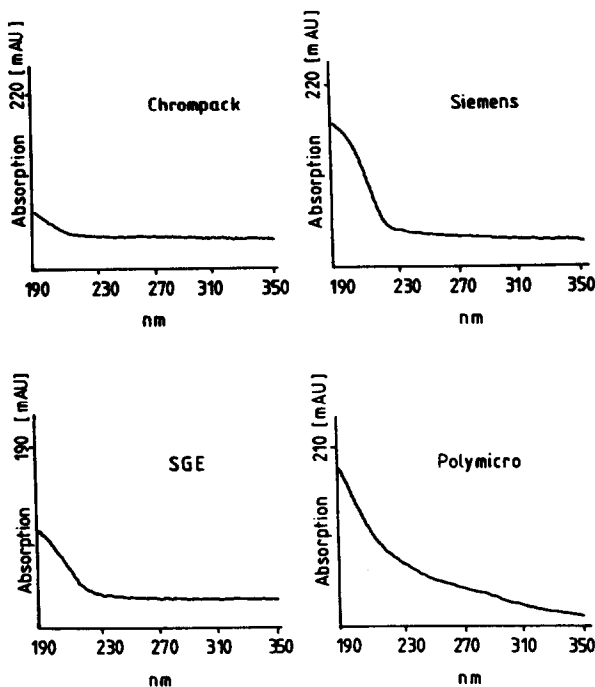 220 [mAU]
Chrompack
Absorption
190 230 270 310 350
nm
220 [mAU]
Siemens
Absorption
190 230 270 310 350
nm
190 [mAU]
SGE
Absorption
190 230 270 310 350
nm
210 [mAU]
Polymicro
Absorption
190 230 270 310 350
nm